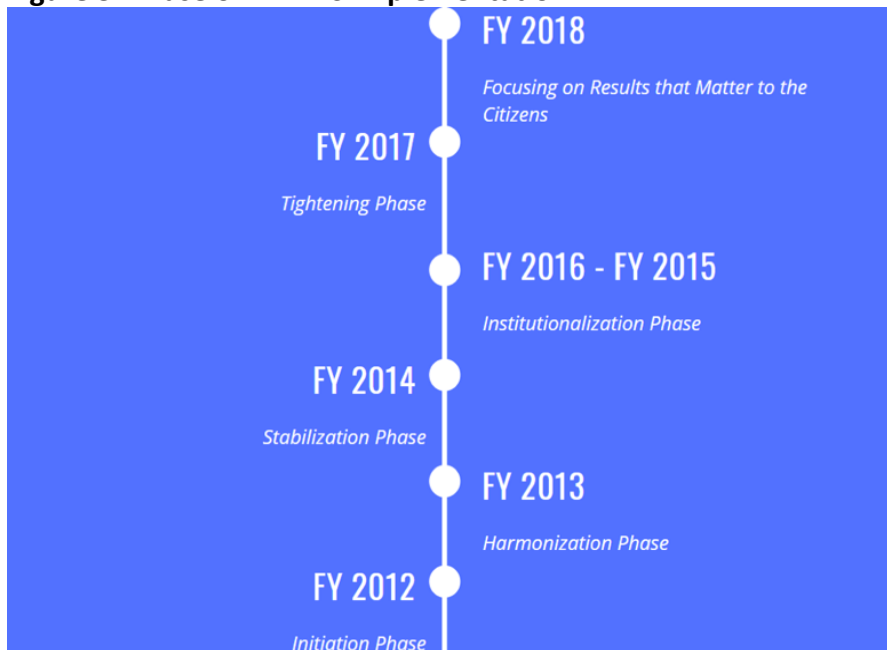 FY 2018
Focusing on Results that Matter to the
Citizens
FY 2017
Tightening Phase
FY 2016 - FY 2015
Institutionalization Phase
FY 2014
Stabilization Phase
FY 2013
Harmonization Phase
FY 2012
Initiation Phase